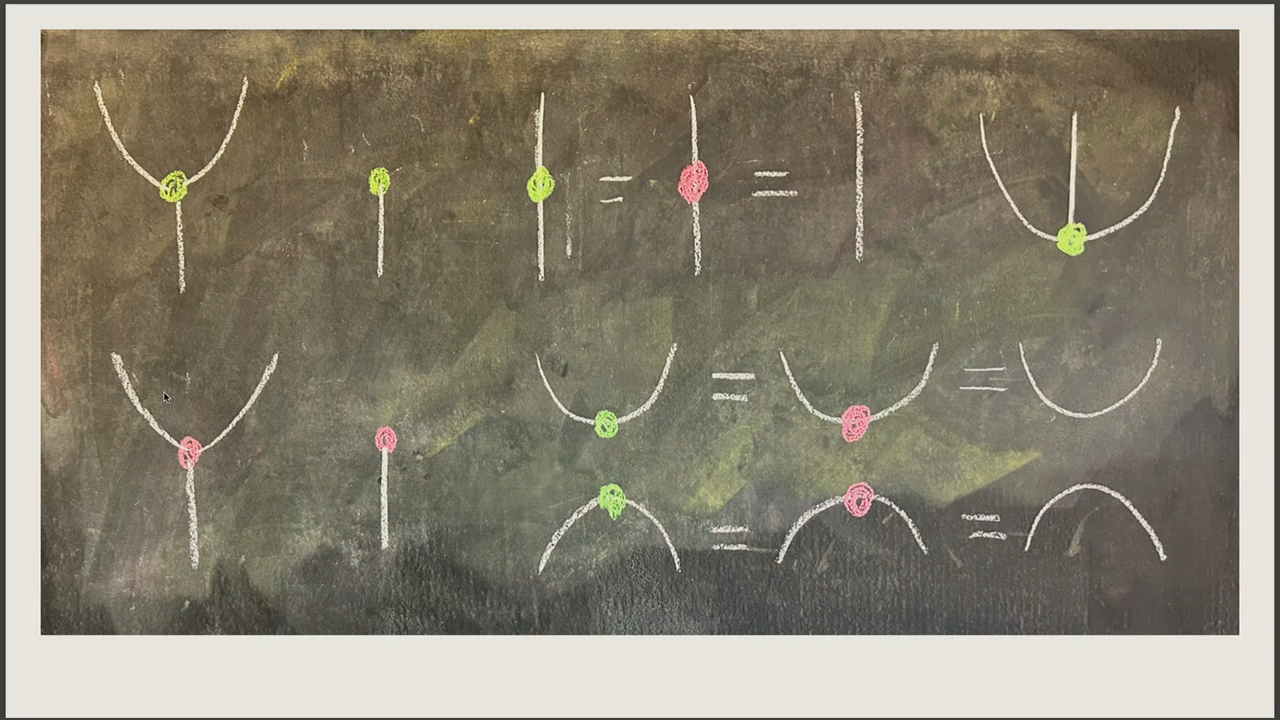 = =
= =
= =